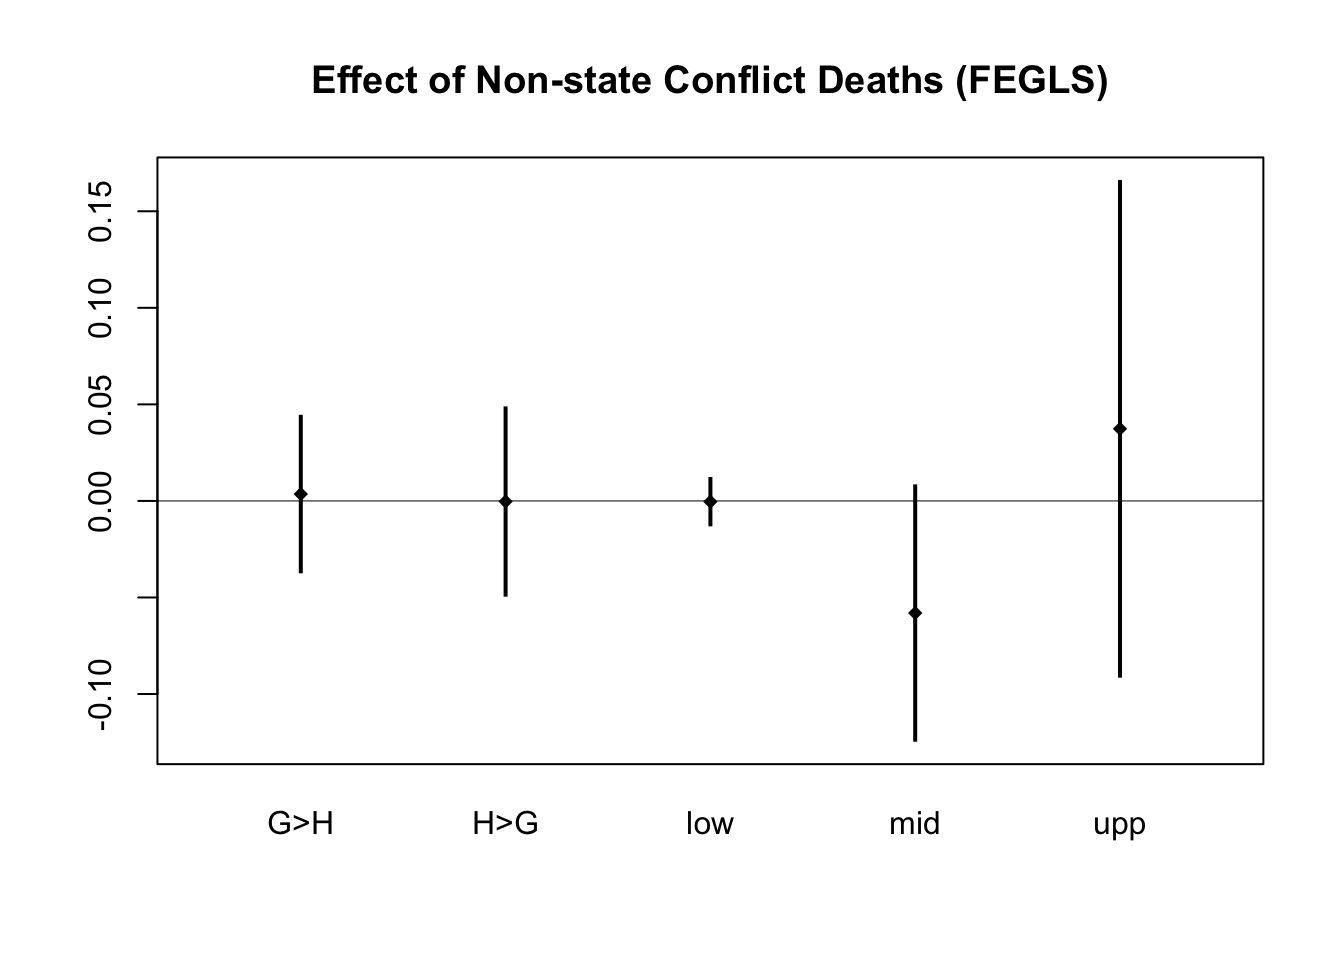 Effect of Non-state Conflict Deaths (FEGLS)
0.15
0.10
0.05
0.00
-0.10
G>H H>G low mid upp